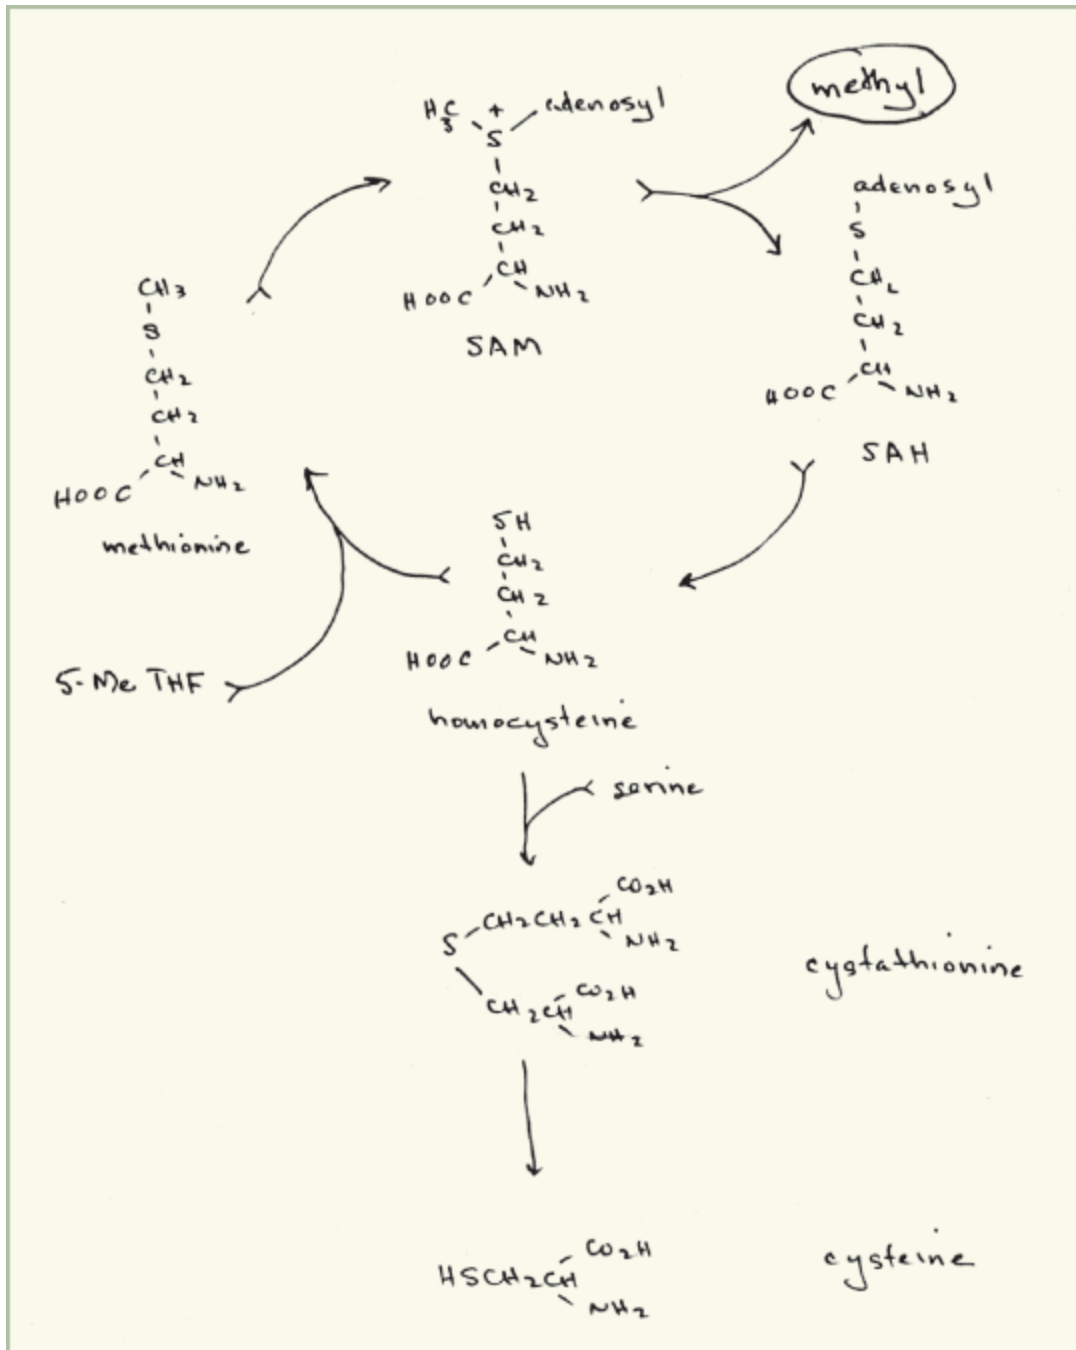 methyl
H3C
+
adenosyl
S
CH2
CH2
CH
HOOC
NH2
SAM
adenosyl
S
CH2
CH2
CH
HOOC
NH2
SAH
CH3
S
CH2
CH2
CH
HOOC
NH2
methionine
SH
CH2
CH2
CH
HOOC
NH2
homocysteine
5-Me THF
serine
CO2H
CH2CH2CH
NH2
S
CO2H
CH2CH
NH2
cystathionine
CO2H
HSCH2CH
NH2
cysteine